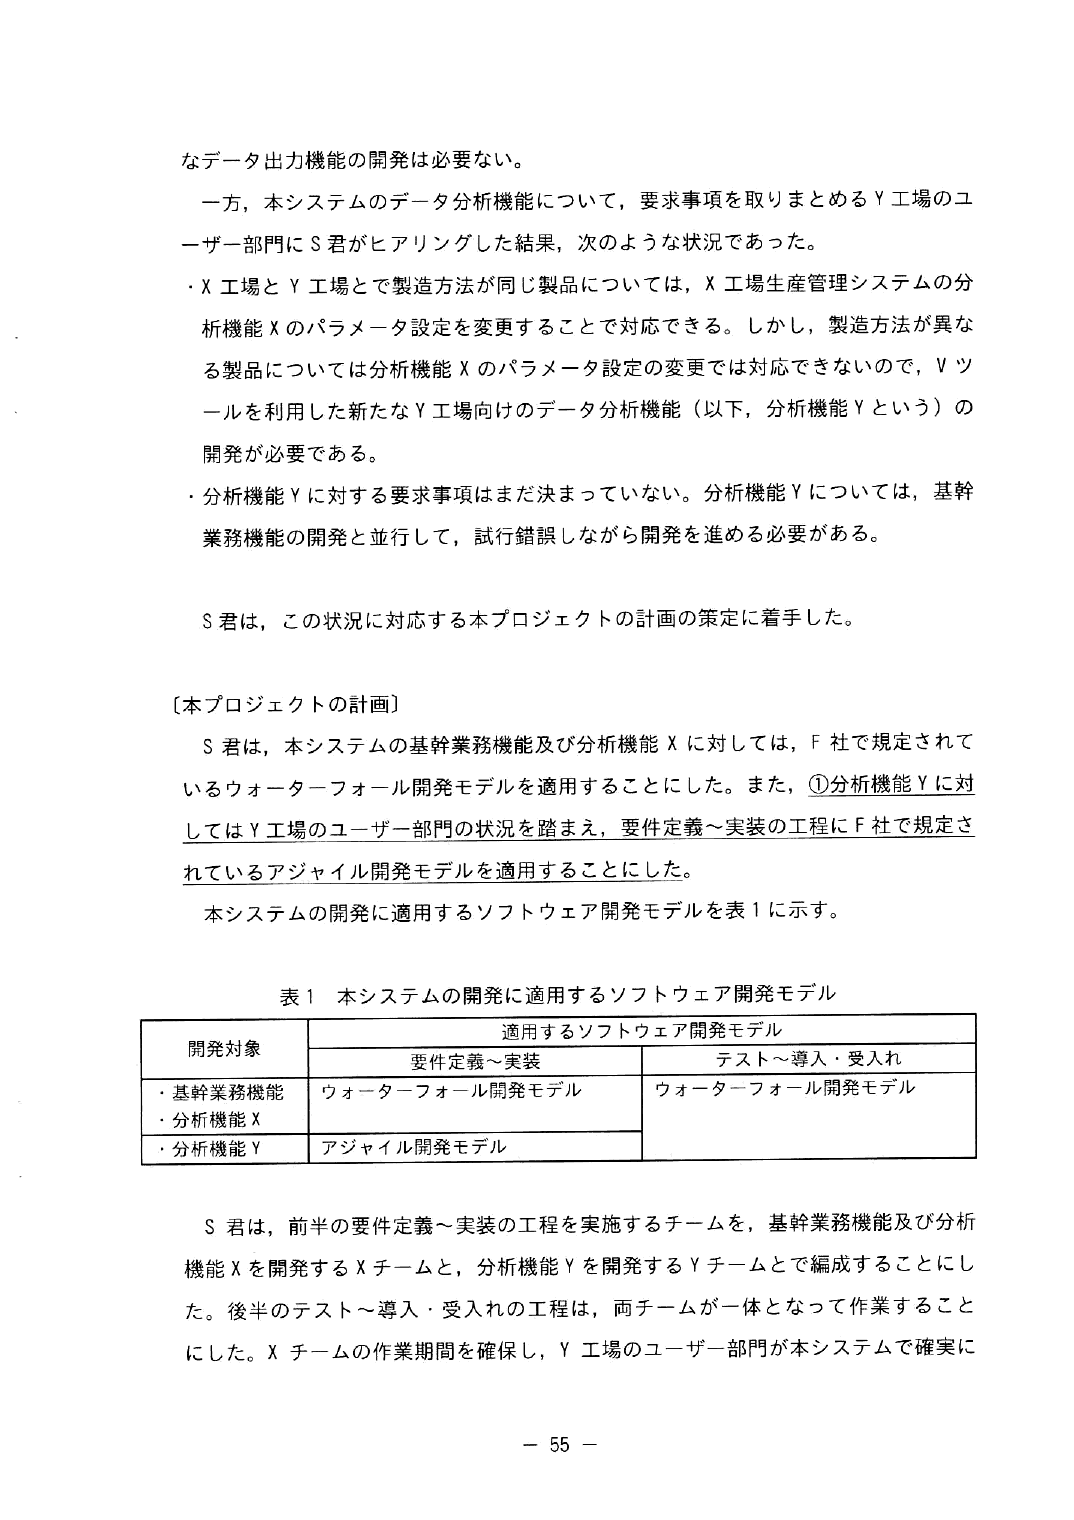 なデータ出力機能の開発は必要ない。
一方，本システムのデータ分析機能について，要求事項を取りまとめるＹ工場のユ
ーザー部門にＳ君がヒアリングした結果，次のような状況であった。
・X 工場と Y 工場とで製造方法が同じ製品については，X 工場生産管理システムの分
析機能 X のパラメータ設定を変更することで対応できる。しかし，製造方法が異な
る製品については分析機能 X のパラメータ設定の変更では対応できないので，V ツ
ールを利用した新たな Y 工場向けのデータ分析機能（以下，分析機能 Y という）の
開発が必要である。
・分析機能 Y に対する要求事項はまだ決まっていない。分析機能 Y については，基幹
業務機能の開発と並行して，試行錯誤しながら開発を進める必要がある。
S 君は，この状況に対応する本プロジェクトの計画の策定に着手した。
〔本プロジェクトの計画〕
S 君は，本システムの基幹業務機能及び分析機能 X に対しては，F 社で規定されて
いるウォーターフォール開発モデルを適用することにした。また，①分析機能 Y に対
しては Y 工場のユーザー部門の状況を踏まえ，要件定義～実装の工程に F 社で規定さ
れているアジャイル開発モデルを適用することにした。
本システムの開発に適用するソフトウェア開発モデルを表 1 に示す。
表 1　本システムの開発に適用するソフトウェア開発モデル
開発対象
適用するソフトウェア開発モデル
要件定義～実装
テスト～導入・受入れ
・基幹業務機能
・分析機能 X
ウォーターフォール開発モデル
ウォーターフォール開発モデル
・分析機能 Y
アジャイル開発モデル
S 君は，前半の要件定義～実装の工程を実施するチームを，基幹業務機能及び分析
機能 X を開発する X チームと，分析機能 Y を開発する Y チームとで編成することにし
た。後半のテスト～導入・受入れの工程は，両チームが一体となって作業すること
にした。X チームの作業期間を確保し，Y 工場のユーザー部門が本システムで確実に
－ 55 －